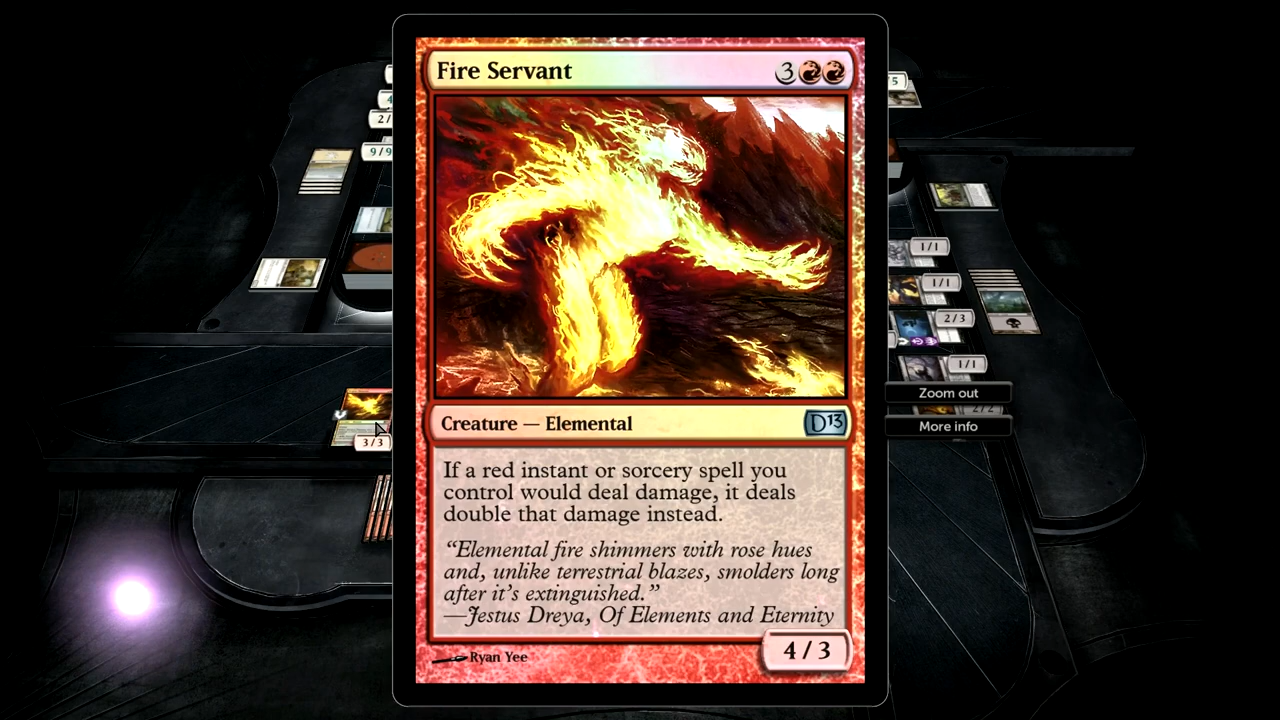 Fire Servant
3
Creature — Elemental
D13
If a red instant or sorcery spell you
control would deal damage, it deals
double that damage instead.
“Elemental fire shimmers with rose hues
and, unlike terrestrial blazes, smolders long
after it’s extinguished.”
—Jestus Dreya, Of Elements and Eternity
4 / 3
Ryan Yee
9/9
3/3
1/1
1/1
2/3
1/1
Zoom out
2/2
More info